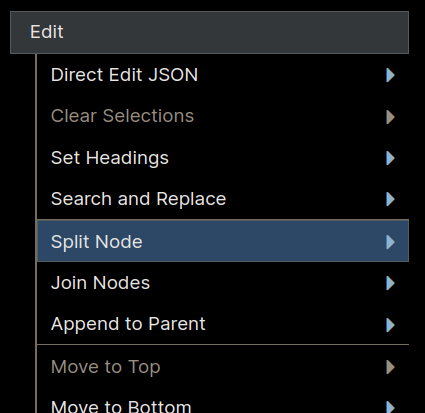 Edit
Direct Edit JSON
Clear Selections
Set Headings
Search and Replace
Split Node
Join Nodes
Append to Parent
Move to Top
Move to Bottom